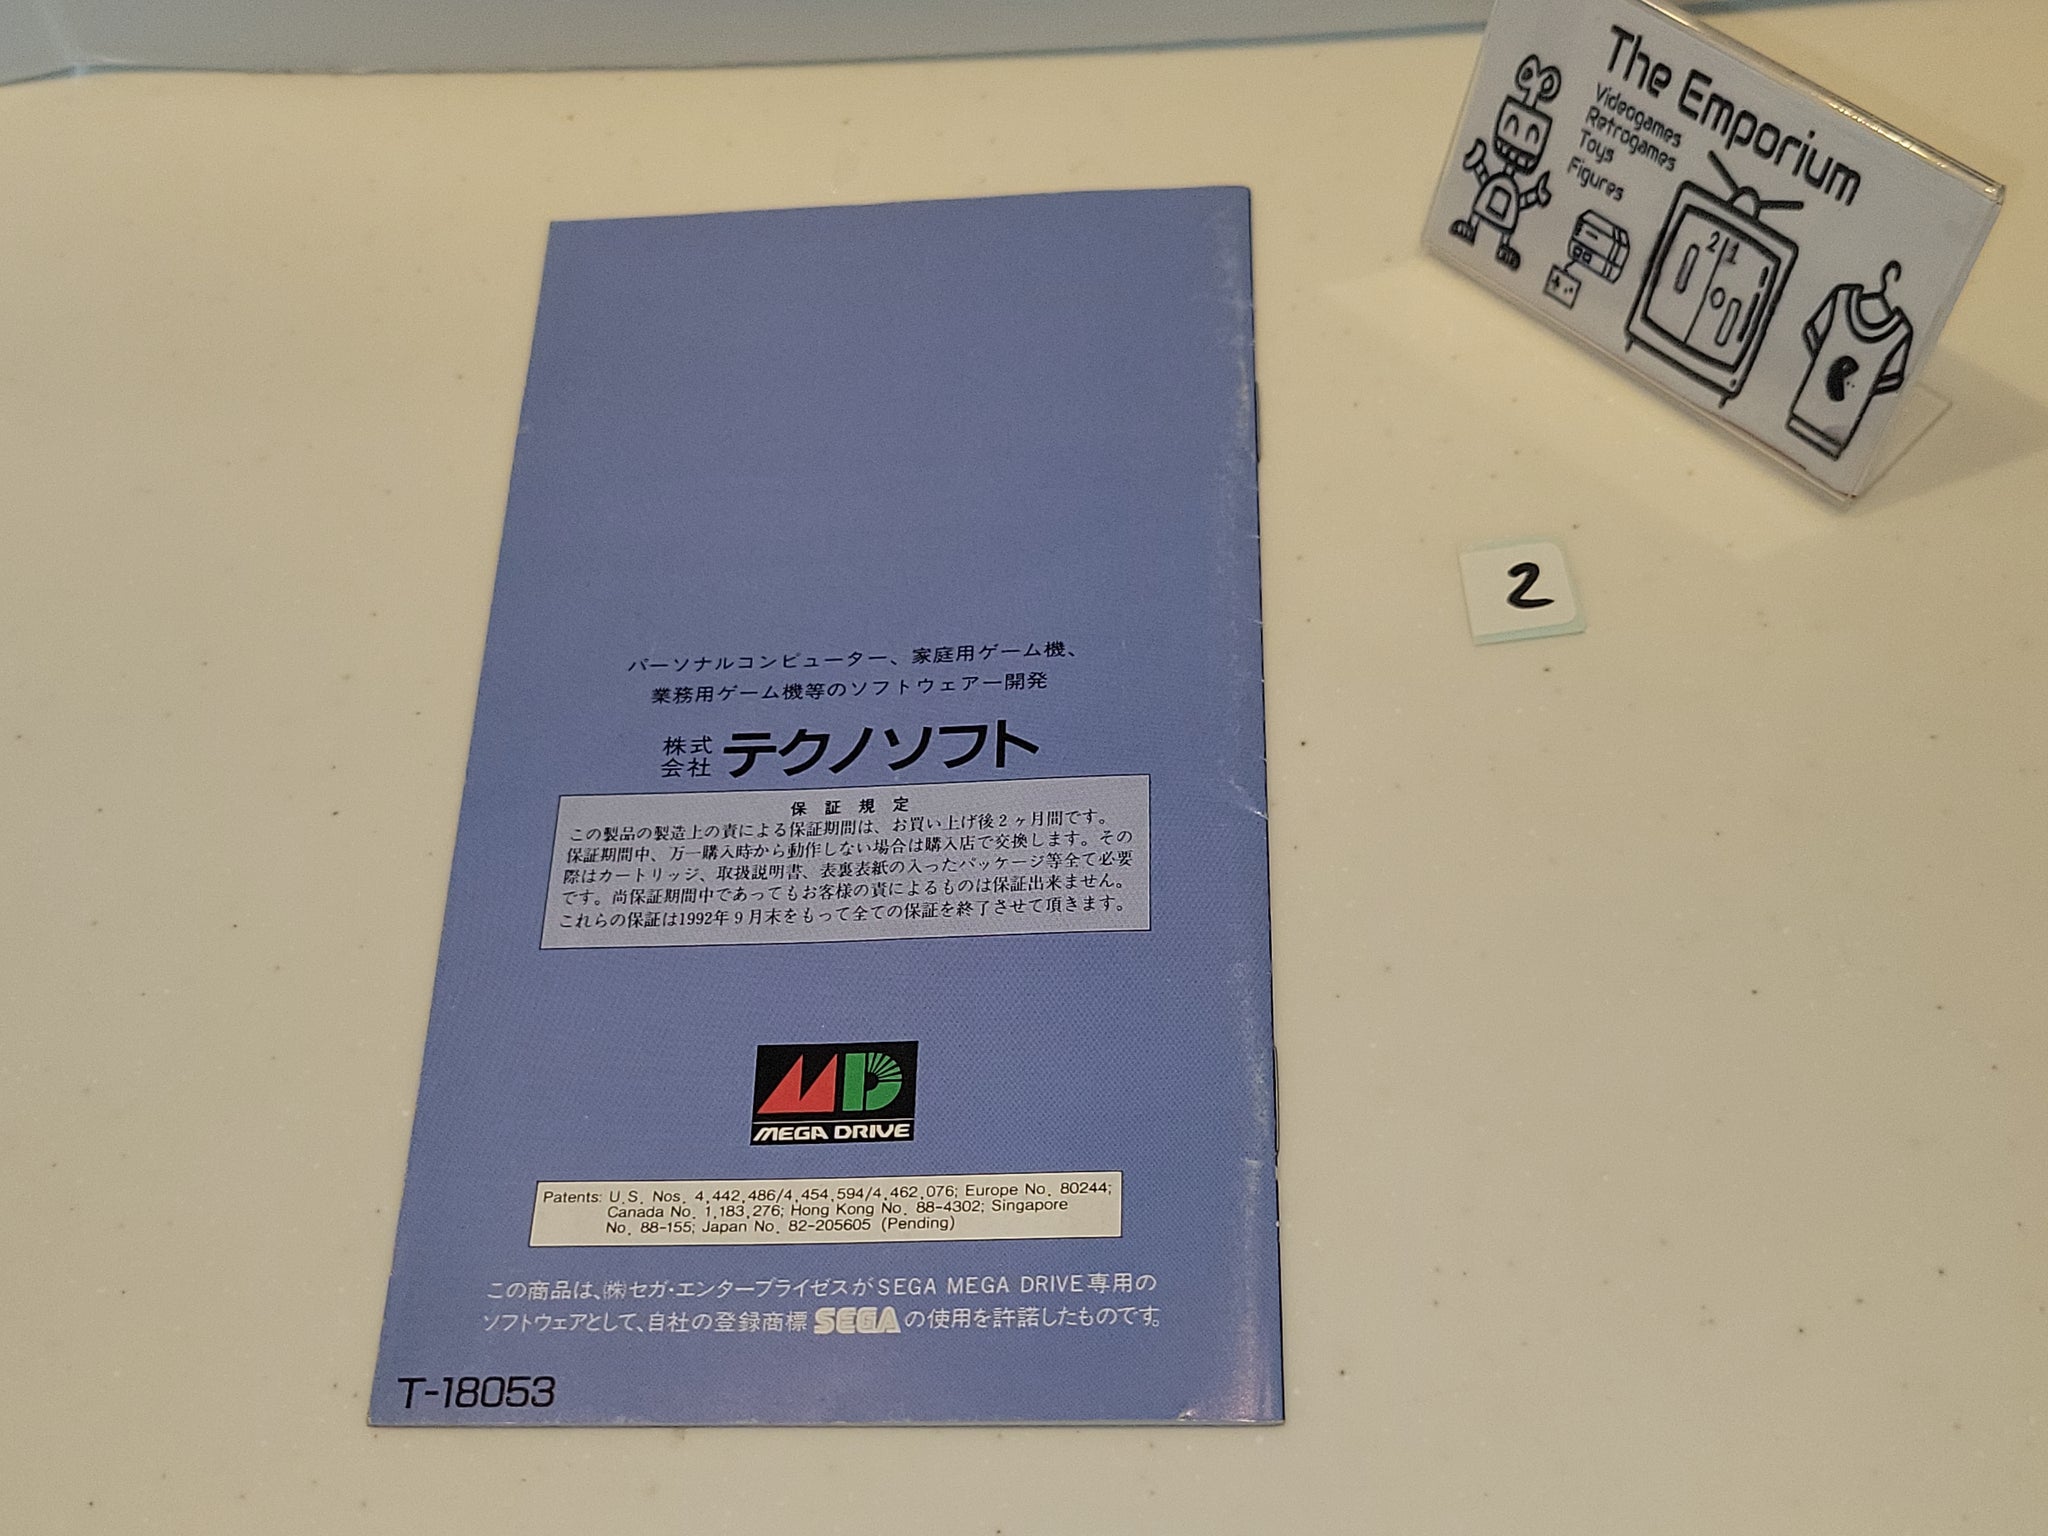 The Emporium
Videogames
Retrogames
Toys
Figures
21
2
パーソナルコンピューター、家庭用ゲーム機、
業務用ゲーム機等のソフトウェアー開発
株式会社 テクノソフト
保証規定
この製品の製造上の責による保証期間は、お買い上げ後2ヶ月間です。
保証期間中、万一購入時から動作しない場合は購入店で交換します。その
際はカートリッジ、取扱説明書、表裏表紙の入ったパッケージ等全て必要
です。尚保証期間中であってもお客様の責によるものは保証出来ません。
これらの保証は1992年9月末をもって全ての保証を終了させて頂きます。
MD
MEGA DRIVE
Patents: U.S. Nos. 4,442,486/4,454,594/4,462,076; Europe No. 80244;
Canada No. 1,183,276; Hong Kong No. 88-4302; Singapore
No. 88-155; Japan No. 82-205605 (Pending)
この商品は、㈱セガ・エンタープライゼスがSEGA MEGA DRIVE専用の
ソフトウェアとして、自社の登録商標 SEGA の使用を許諾したものです。
T-18053